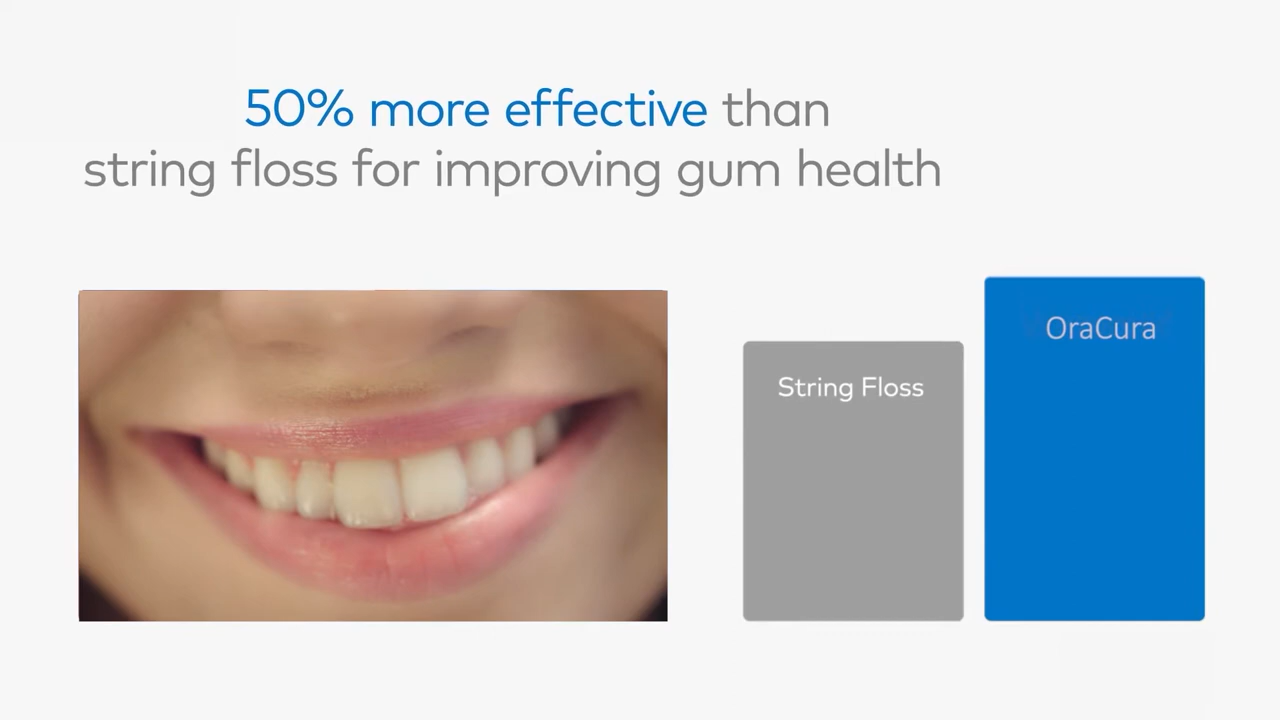 50% more effective than
string floss for improving gum health
String Floss
OraCura